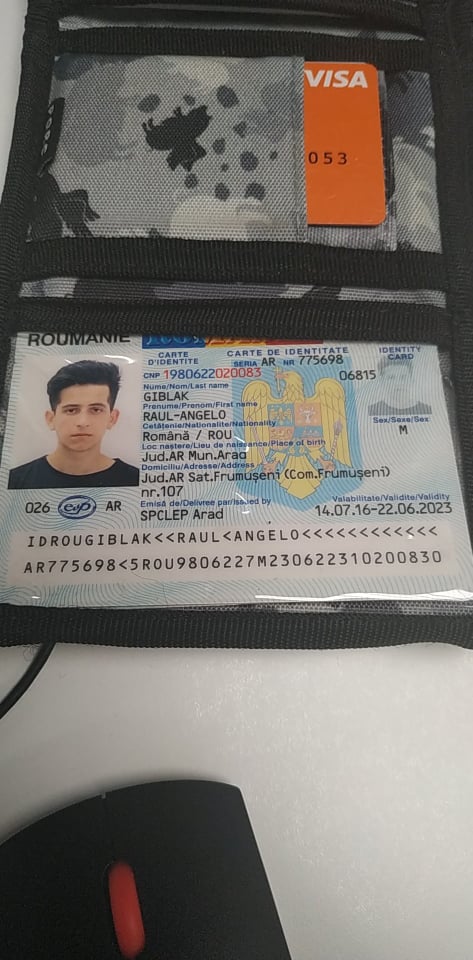 VISA
053
ROUMANIE
CARTE D'IDENTITE
CARTE DE IDENTITATE
IDENTITY CARD
SERIA AR NR 775698
CNP 1980622020083
06815
Nume/Nom/Last name
GIBLAK
Prenume/Prenom/First name
RAUL-ANGELO
Cetăţenie/Nationalite/Nationality
Română / ROU
Sex/Sexe/Sex
M
Loc naştere/Lieu de naissance/Place of birth
Jud.AR Mun.Arad
Domiciliu/Adresse/Address
Jud.AR Sat.Frumuşeni (Com.Frumuşeni)
nr.107
Emisă de/Delivree par/Issued by
SPCLEP Arad
Valabilitate/Validite/Validity
14.07.16-22.06.2023
026 AR
IDROUGIBLAK<<RAUL<ANGELO<<<<<<<<<<<<
AR775698<5ROU9806227M230622310200830